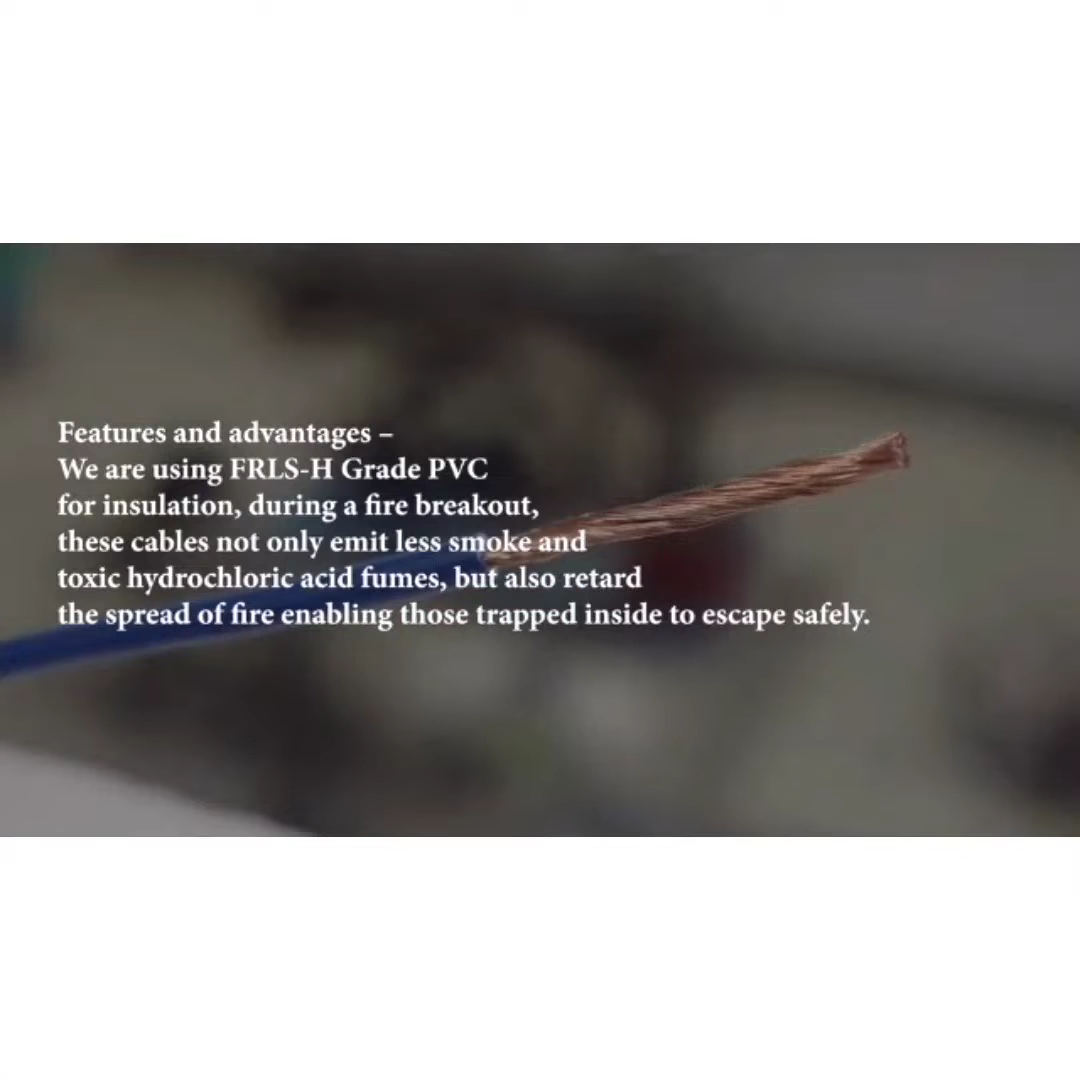 Features and advantages –
We are using FRLS-H Grade PVC
for insulation, during a fire breakout,
these cables not only emit less smoke and
toxic hydrochloric acid fumes, but also retard
the spread of fire enabling those trapped inside to escape safely.